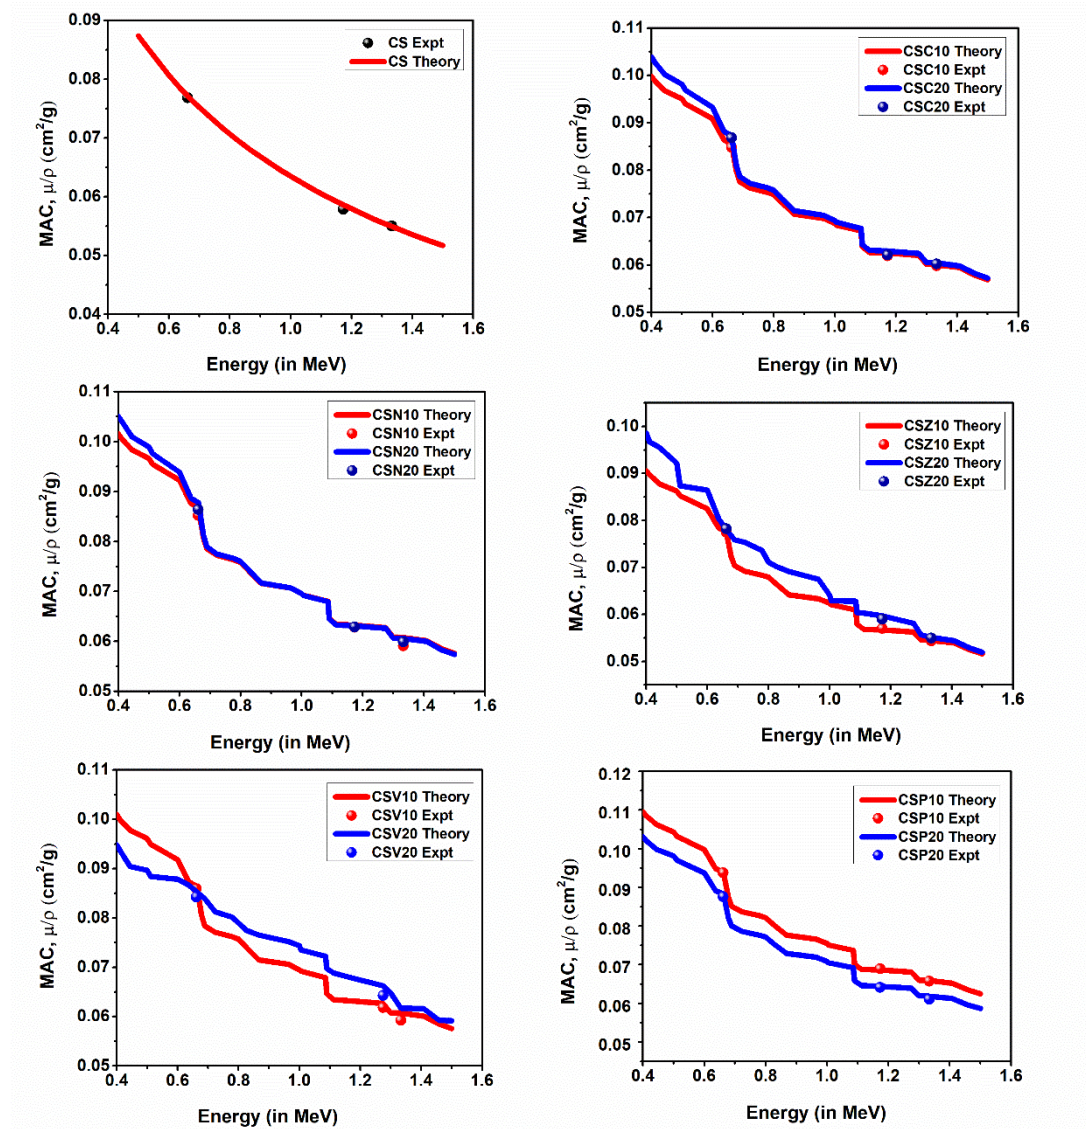 0.09
0.08
0.07
0.06
0.05
0.04
0.4 0.6 0.8 1.0 1.2 1.4 1.6
MAC, μ/ρ (cm²/g)
Energy (in MeV)
CS Expt
CS Theory
0.11
0.10
0.09
0.08
0.07
0.06
0.05
0.4 0.6 0.8 1.0 1.2 1.4 1.6
MAC, μ/ρ (cm²/g)
Energy (in MeV)
CSC10 Theory
CSC10 Expt
CSC20 Theory
CSC20 Expt
0.11
0.10
0.09
0.08
0.07
0.06
0.05
0.4 0.6 0.8 1.0 1.2 1.4 1.6
MAC, μ/ρ (cm²/g)
Energy (in MeV)
CSN10 Theory
CSN10 Expt
CSN20 Theory
CSN20 Expt
0.10
0.09
0.08
0.07
0.06
0.05
0.4 0.6 0.8 1.0 1.2 1.4 1.6
MAC, μ/ρ (cm²/g)
Energy (in MeV)
CSZ10 Theory
CSZ10 Expt
CSZ20 Theory
CSZ20 Expt
0.11
0.10
0.09
0.08
0.07
0.06
0.05
0.4 0.6 0.8 1.0 1.2 1.4 1.6
MAC, μ/ρ (cm²/g)
Energy (in MeV)
CSV10 Theory
CSV10 Expt
CSV20 Theory
CSV20 Expt
0.12
0.11
0.10
0.09
0.08
0.07
0.06
0.05
0.4 0.6 0.8 1.0 1.2 1.4 1.6
MAC, μ/ρ (cm²/g)
Energy (in MeV)
CSP10 Theory
CSP10 Expt
CSP20 Theory
CSP20 Expt